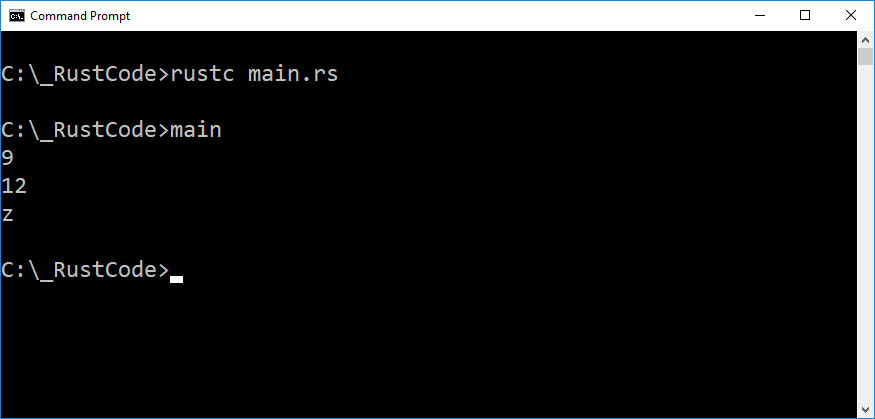 Command Prompt
C:\_RustCode>rustc main.rs
C:\_RustCode>main
9
12
z
C:\_RustCode>